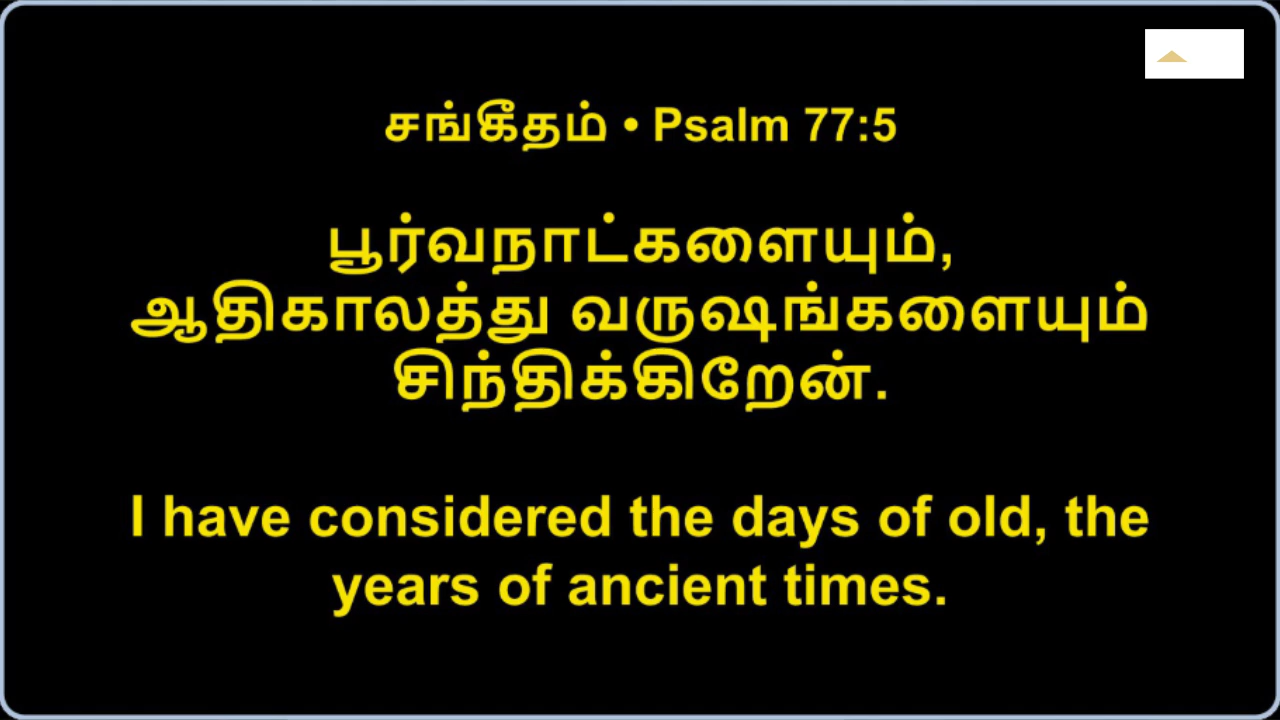 சங்கீதம் • Psalm 77:5
பூர்வநாட்களையும்,
ஆதிகாலத்து வருஷங்களையும்
சிந்திக்கிறேன்.
I have considered the days of old, the
years of ancient times.